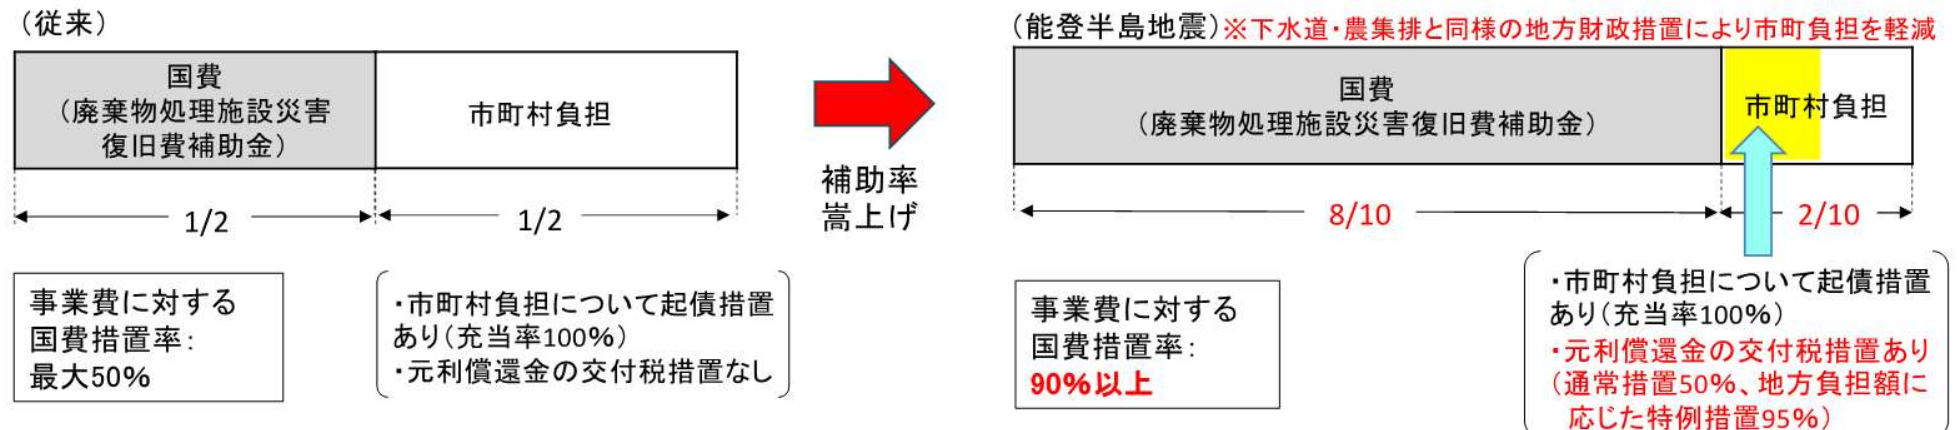 （従来）
国費
（廃棄物処理施設災害
復旧費補助金）
市町村負担
1/2
1/2
事業費に対する
国費措置率：
最大50%
・市町村負担について起債措置
あり（充当率100%）
・元利償還金の交付税措置なし
補助率
嵩上げ
（能登半島地震）※下水道・農集排と同様の地方財政措置により市町負担を軽減
国費
（廃棄物処理施設災害復旧費補助金）
市町村負担
8/10
2/10
事業費に対する
国費措置率：
90%以上
・市町村負担について起債措置
あり（充当率100%）
・元利償還金の交付税措置あり
（通常措置50%、地方負担額に
応じた特例措置95%）